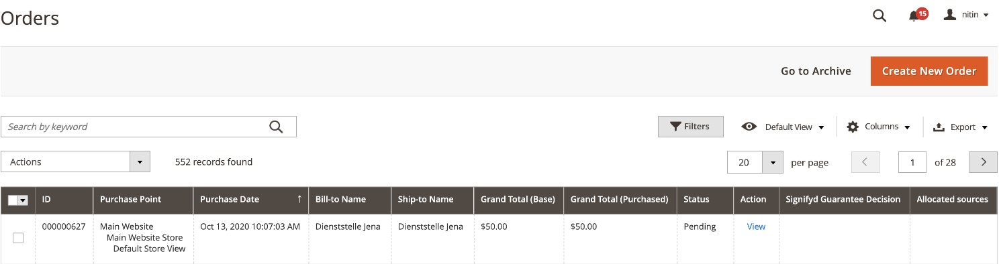 Orders
15
nitin
Go to Archive
Create New Order
Search by keyword
Filters
Default View
Columns
Export
Actions
552 records found
20
per page
1
of 28
ID
Purchase Point
Purchase Date
Bill-to Name
Ship-to Name
Grand Total (Base)
Grand Total (Purchased)
Status
Action
Signifyd Guarantee Decision
Allocated sources
000000627
Main Website
Main Website Store
Default Store View
Oct 13, 2020 10:07:03 AM
Dienststelle Jena
Dienststelle Jena
$50.00
$50.00
Pending
View